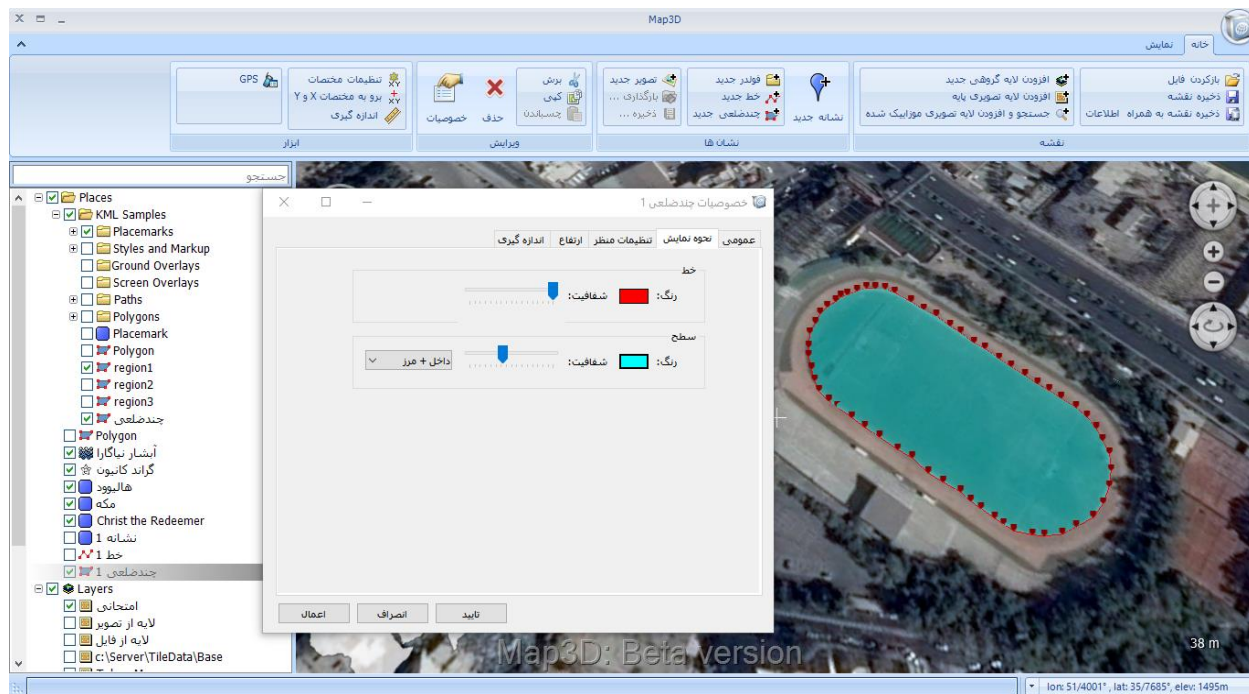 Map3D
خانه
نمایش
بازکردن فایل
ذخیره نقشه
ذخیره نقشه به همراه اطلاعات
افزودن لایه گروهی جدید
افزودن لایه تصویری پایه
جستجو و افزودن لایه تصویری موزاییک شده
نقشه
نشانه جدید
فولدر جدید
خط جدید
چندضلعی جدید
تصویر جدید
بارگذاری ...
ذخیره ...
نشان ها
برش
کپی
چسباندن
حذف
خصوصیات
ویرایش
تنظیمات مختصات
برو به مختصات X و Y
اندازه گیری
GPS
ابزار
جستجو
Places
KML Samples
Placemarks
Styles and Markup
Ground Overlays
Screen Overlays
Paths
Polygons
Placemark
Polygon
region1
region2
region3
چندضلعی
Polygon
آبشار نیاگارا
گراند کانیون
هالیوود
مکه
Christ the Redeemer
نشانه 1
خط 1
چندضلعی 1
Layers
امتحانی
لایه از تصویر
لایه از فایل
c:\Server\TileData\Base
خصوصیات چندضلعی 1
عمومی
نحوه نمایش
تنظیمات منظر
ارتفاع
اندازه گیری
خط
رنگ:
شفافیت:
سطح
رنگ:
شفافیت:
داخل + مرز
تایید
انصراف
اعمال
38 m
Map3D: Beta version
lon: 51/4001° , lat: 35/7685°, elev: 1495m